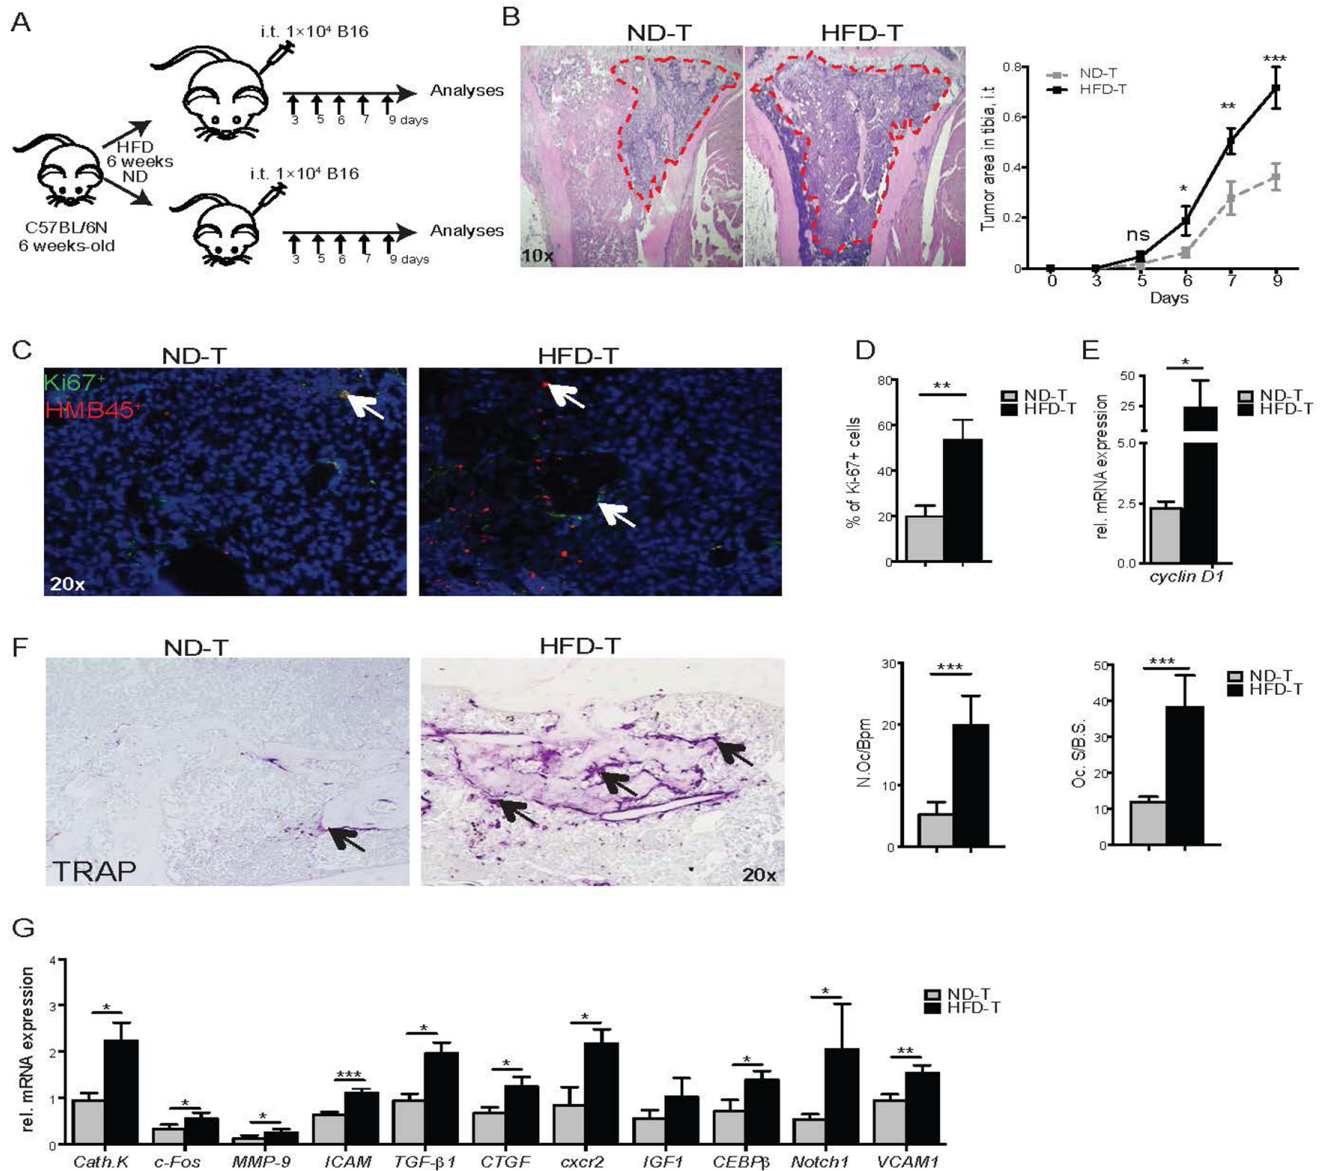 A
i.t. 1×10⁴ B16
Analyses
3 5 6 7 9 days
HFD
6 weeks
ND
i.t. 1×10⁴ B16
C57BL/6N
6 weeks-old
Analyses
3 5 6 7 9 days
B
ND-T
HFD-T
10x
Tumor area in tibia, i.t
0.8
0.6
0.4
0.2
0
ND-T
HFD-T
ns
*
**
***
0 3 5 6 7 9
Days
C
ND-T
HFD-T
Ki67⁺
HMB45⁺
20x
D
% of Ki-67+ cells
80
60
40
20
0
**
ND-T
HFD-T
E
rel. mRNA expression
50
25
5.0
2.5
0.0
*
cyclin D1
ND-T
HFD-T
F
ND-T
HFD-T
TRAP
20x
N.Oc/Bpm
30
20
10
0
***
Oc. S/B.S.
50
40
30
20
10
0
***
ND-T
HFD-T
G
rel. mRNA expression
4
3
2
1
0
* * * *** * * * * * **
ND-T
HFD-T
Cath.K c-Fos MMP-9 ICAM TGF-β1 CTGF cxcr2 IGF1 CEBPβ Notch1 VCAM1